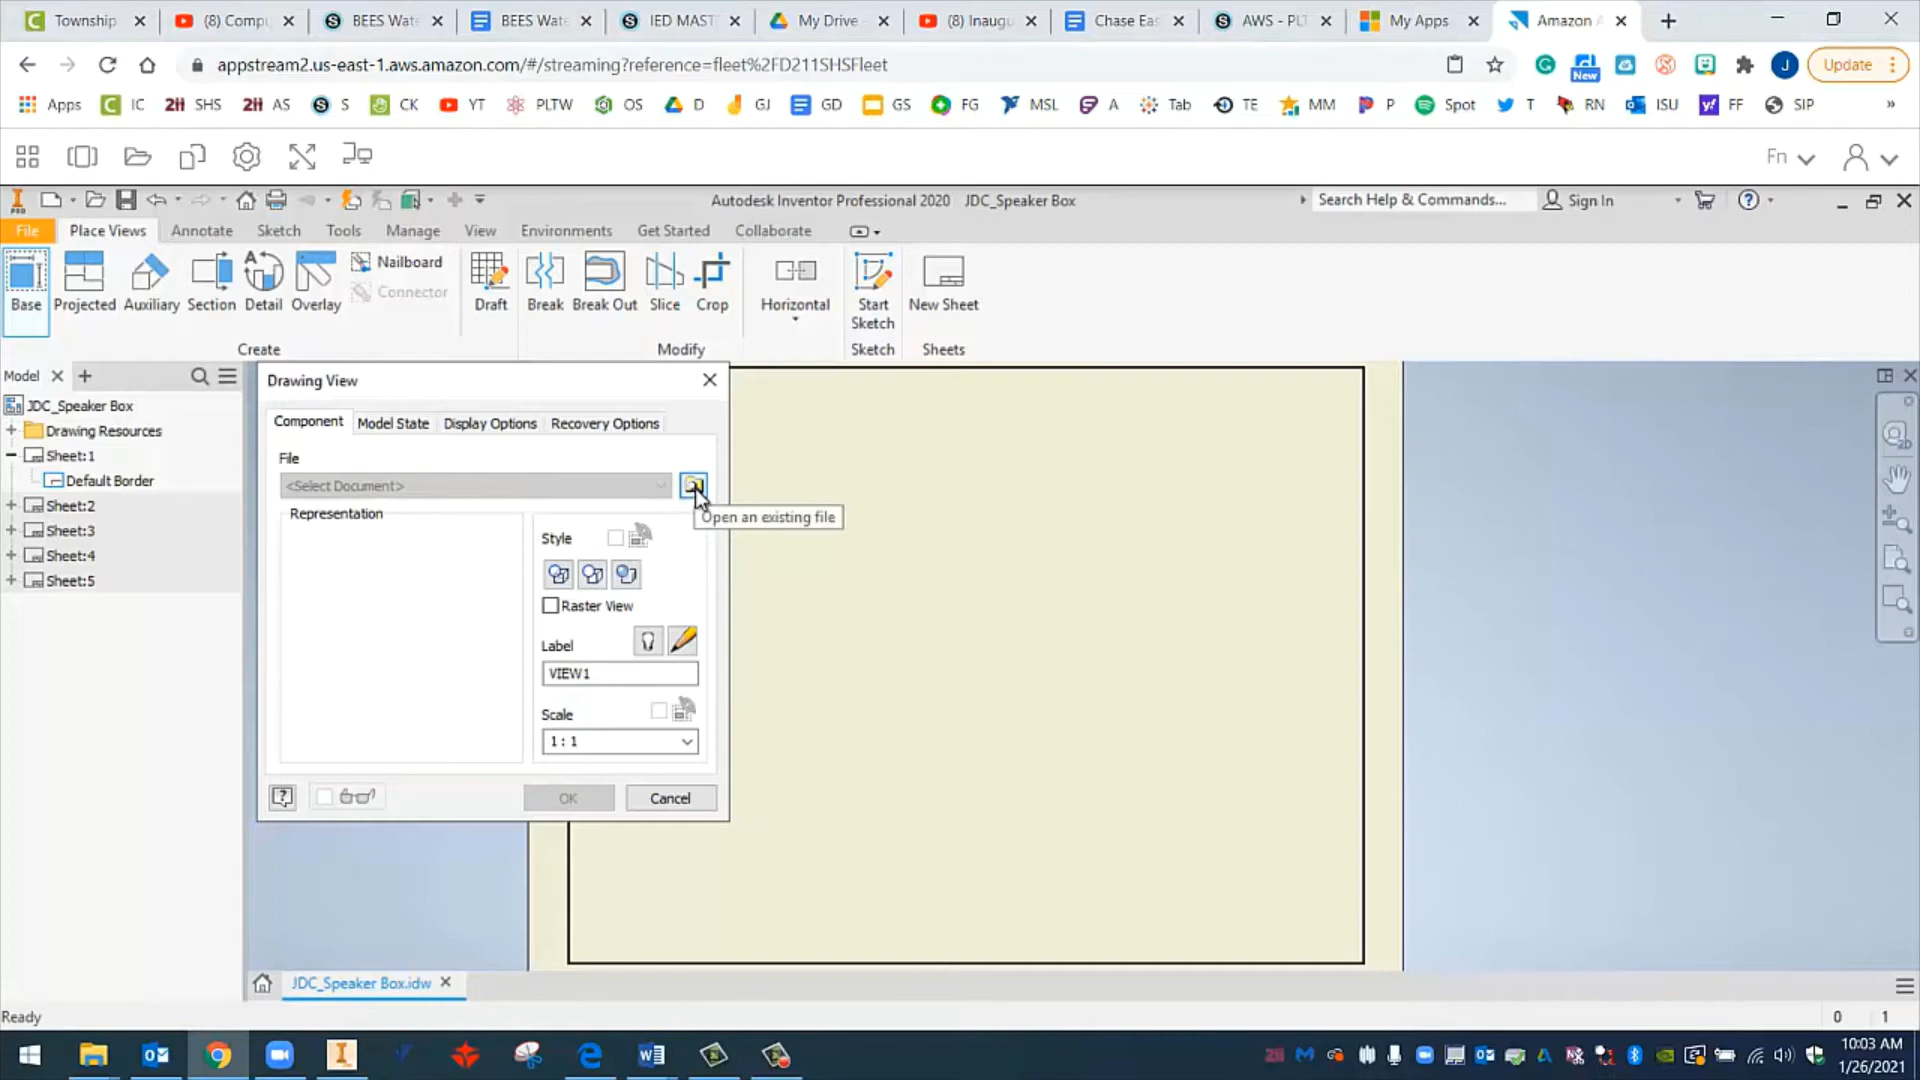 Township
(8) Compu
BEES Wate
BEES Wate
IED MAST
My Drive -
(8) Inaugu
Chase Eas
AWS - PLT
My Apps
Amazon A
appstream2.us-east-1.aws.amazon.com/#/streaming?reference=fleet%2FD211SHSFleet
New
J
Update
Apps
IC
SHS
AS
S
CK
YT
PLTW
OS
D
GJ
GD
GS
FG
MSL
A
Tab
TE
MM
P
Spot
T
RN
ISU
FF
SIP
»
Fn
Autodesk Inventor Professional 2020 JDC_Speaker Box
Search Help & Commands...
Sign In
File
Place Views
Annotate
Sketch
Tools
Manage
View
Environments
Get Started
Collaborate
Base
Projected
Auxiliary
Section
Detail
Overlay
Nailboard
Connector
Draft
Break
Break Out
Slice
Crop
Horizontal
Start
Sketch
New Sheet
Create
Modify
Sketch
Sheets
Model
JDC_Speaker Box
Drawing Resources
Sheet:1
Default Border
Sheet:2
Sheet:3
Sheet:4
Sheet:5
Drawing View
Component
Model State
Display Options
Recovery Options
File
<Select Document>
Open an existing file
Representation
Style
Raster View
Label
VIEW1
Scale
1 : 1
OK
Cancel
JDC_Speaker Box.idw
Ready
0
1
10:03 AM
1/26/2021